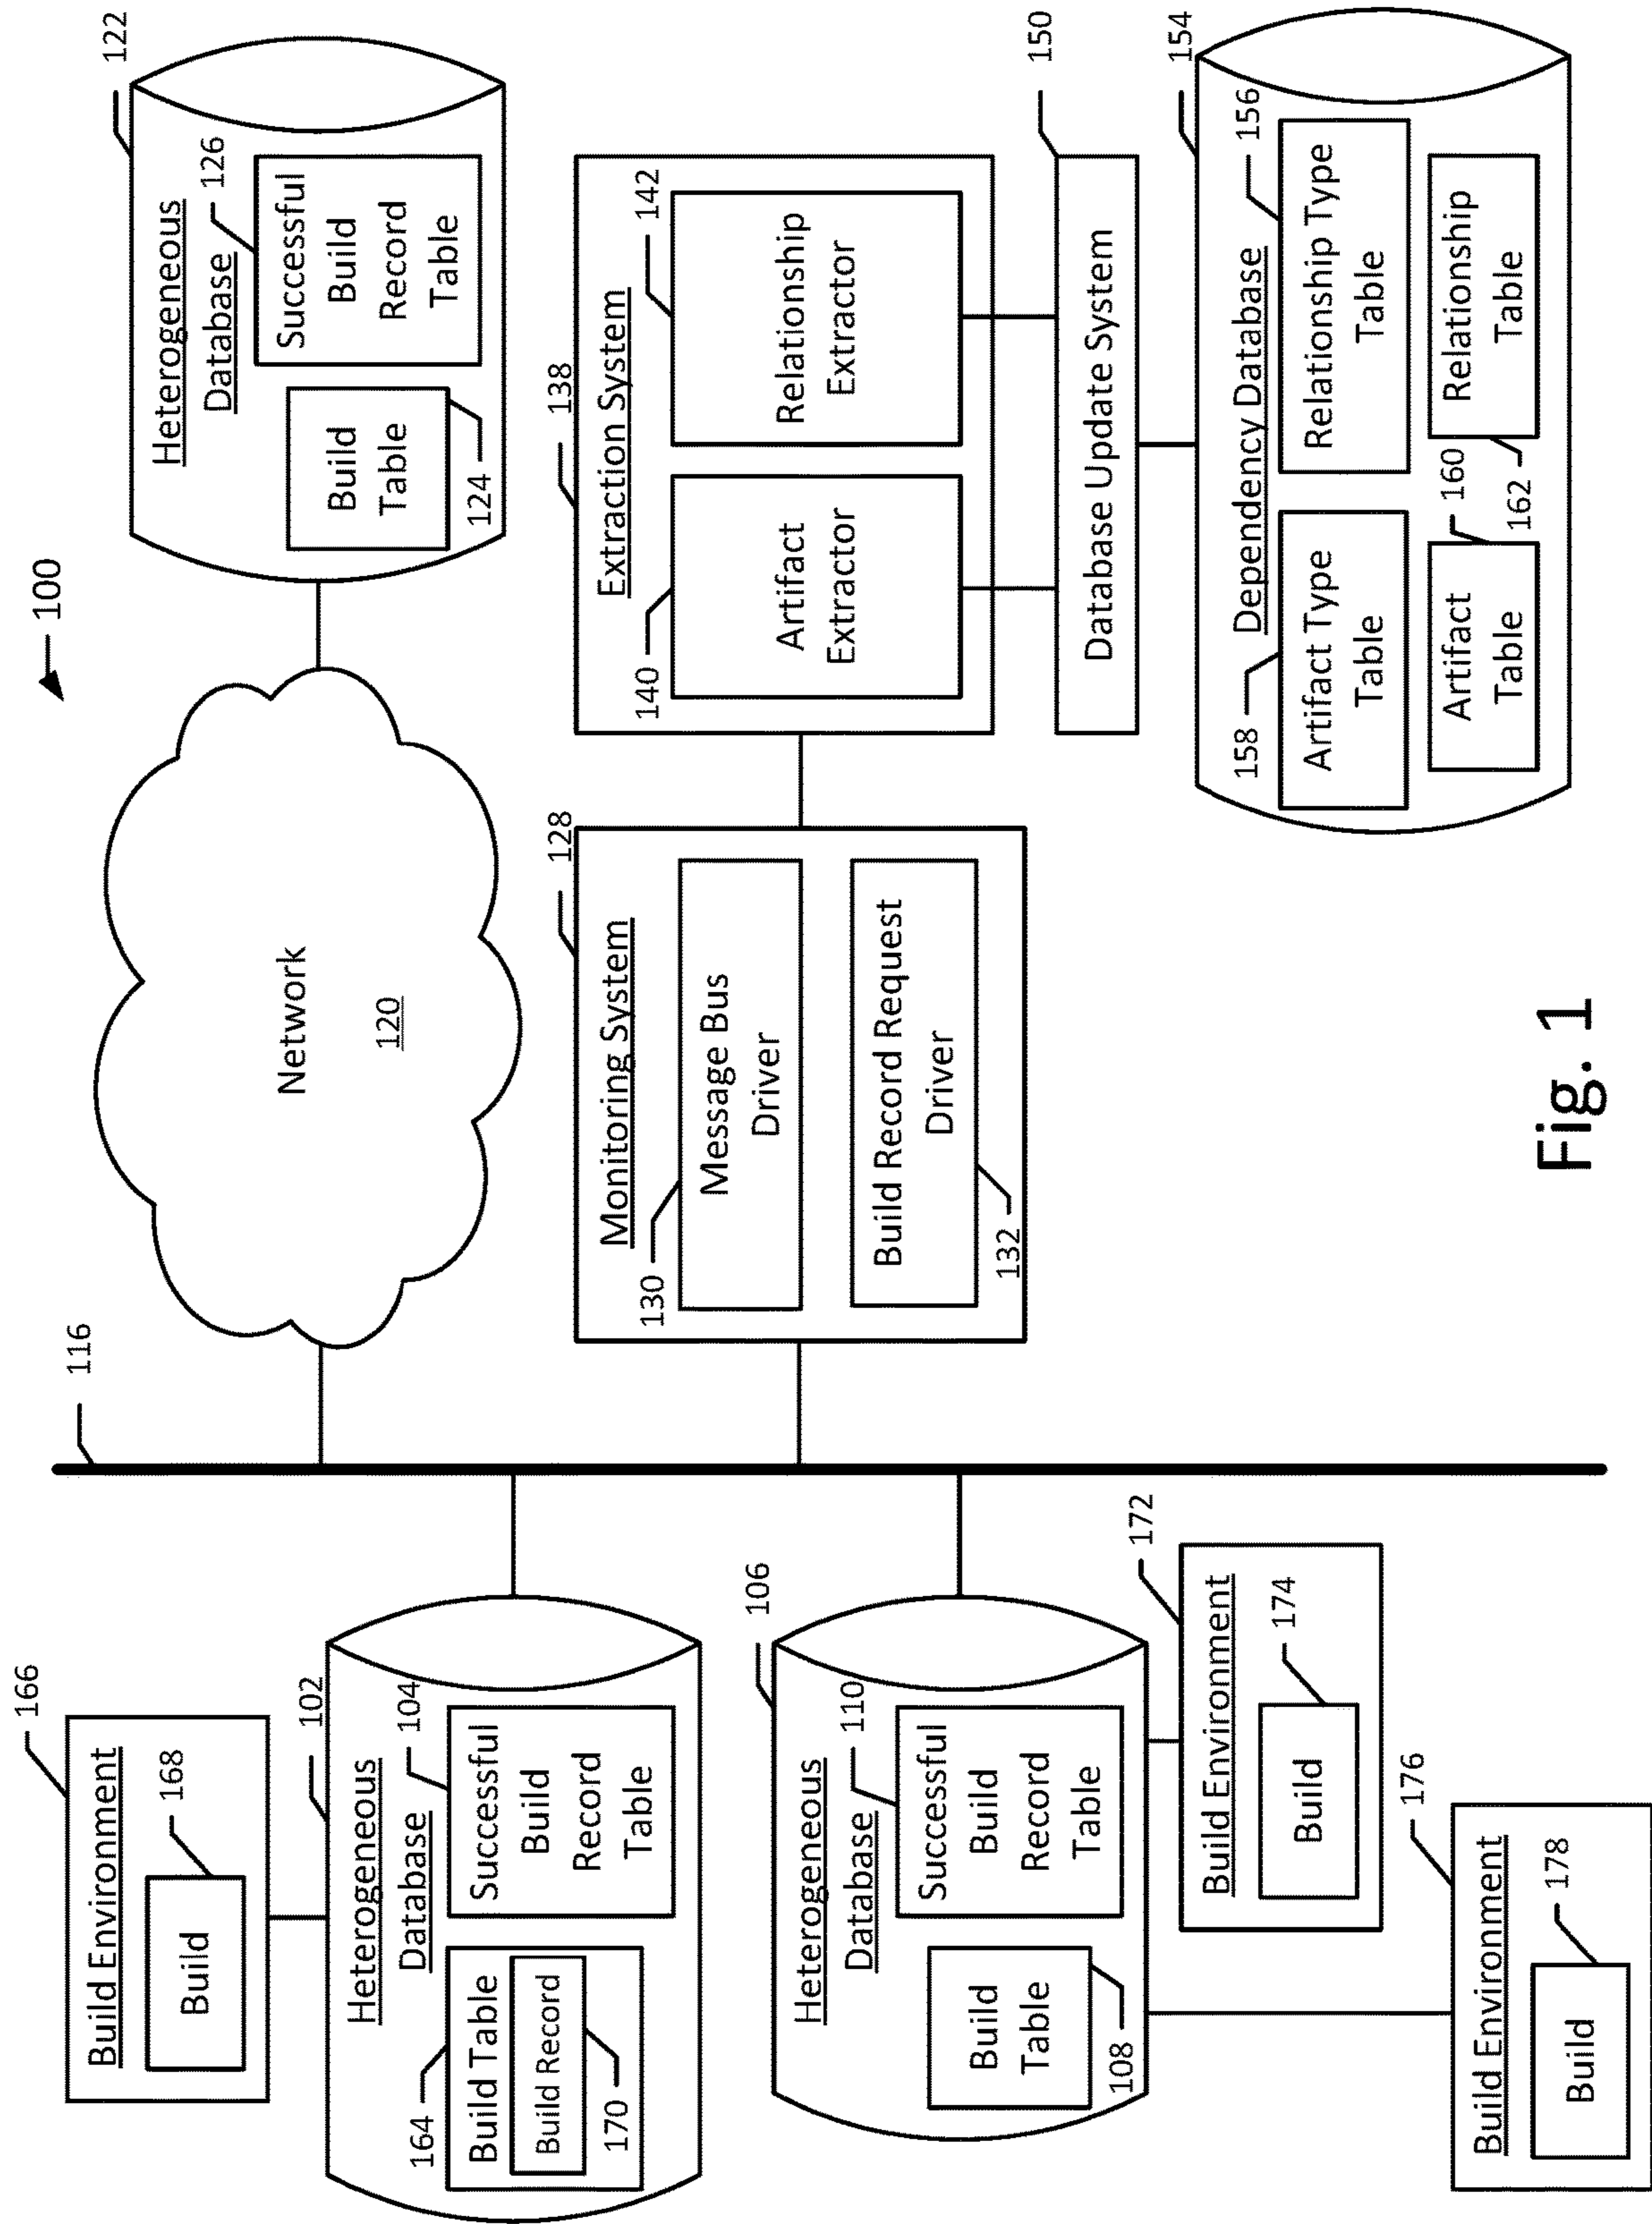 100
166
Build Environment
168
Build
102
Heterogeneous
Database
104
Successful
Build
Record
Table
164
Build Table
Build Record
170
106
Heterogeneous
Database
110
Successful
Build
Record
Table
Build
Table
108
172
Build Environment
174
Build
176
Build Environment
178
Build
116
Network
120
122
Heterogeneous
Database
126
Successful
Build
Record
Table
Build
Table
124
128
Monitoring System
130
Message Bus
Driver
Build Record Request
Driver
132
138
Extraction System
140
Artifact
Extractor
142
Relationship
Extractor
150
Database Update System
154
Dependency Database
158
Artifact Type
Table
156
Relationship Type
Table
160
Artifact
Table
162
Relationship
Table
Fig. 1